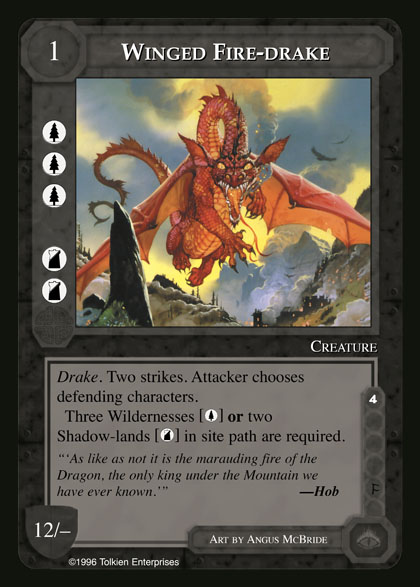 1
WINGED FIRE-DRAKE
CREATURE
Drake. Two strikes. Attacker chooses
defending characters.
Three Wildernesses [ ] or two
Shadow-lands [ ] in site path are required.
“‘As like as not it is the marauding fire of the
Dragon, the only king under the Mountain we
have ever known.’”
—Hob
4
12/–
ART BY ANGUS MCBRIDE
©1996 Tolkien Enterprises